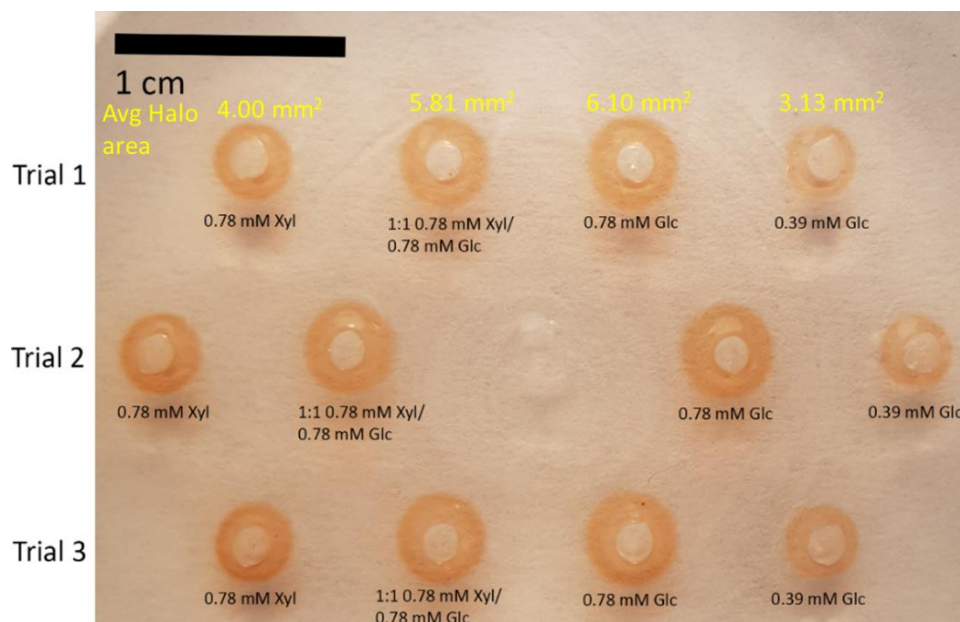 1 cm
Avg Halo area
4.00 mm²
5.81 mm²
6.10 mm²
3.13 mm²
Trial 1
0.78 mM Xyl
1:1 0.78 mM Xyl/
0.78 mM Glc
0.78 mM Glc
0.39 mM Glc
Trial 2
0.78 mM Xyl
1:1 0.78 mM Xyl/
0.78 mM Glc
0.78 mM Glc
0.39 mM Glc
Trial 3
0.78 mM Xyl
1:1 0.78 mM Xyl/
0.78 mM Glc
0.78 mM Glc
0.39 mM Glc